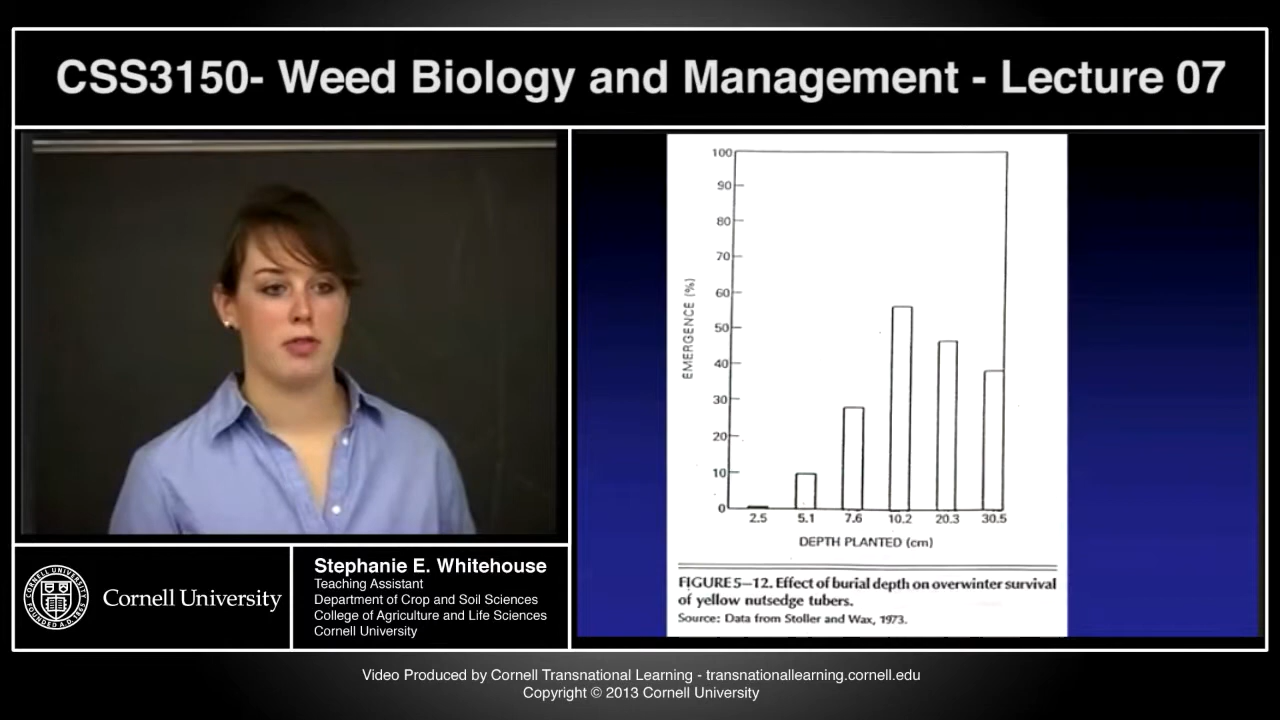 CSS3150- Weed Biology and Management - Lecture 07
100
90
80
70
60
50
40
30
20
10
0
EMERGENCE (%)
2.5 5.1 7.6 10.2 20.3 30.5
DEPTH PLANTED (cm)
FIGURE 5–12. Effect of burial depth on overwinter survival
of yellow nutsedge tubers.
Source: Data from Stoller and Wax, 1973.
CORNELL UNIVERSITY
FOUNDED A.D. 1865
Cornell University
Stephanie E. Whitehouse
Teaching Assistant
Department of Crop and Soil Sciences
College of Agriculture and Life Sciences
Cornell University
Video Produced by Cornell Transnational Learning - transnationallearning.cornell.edu
Copyright © 2013 Cornell University